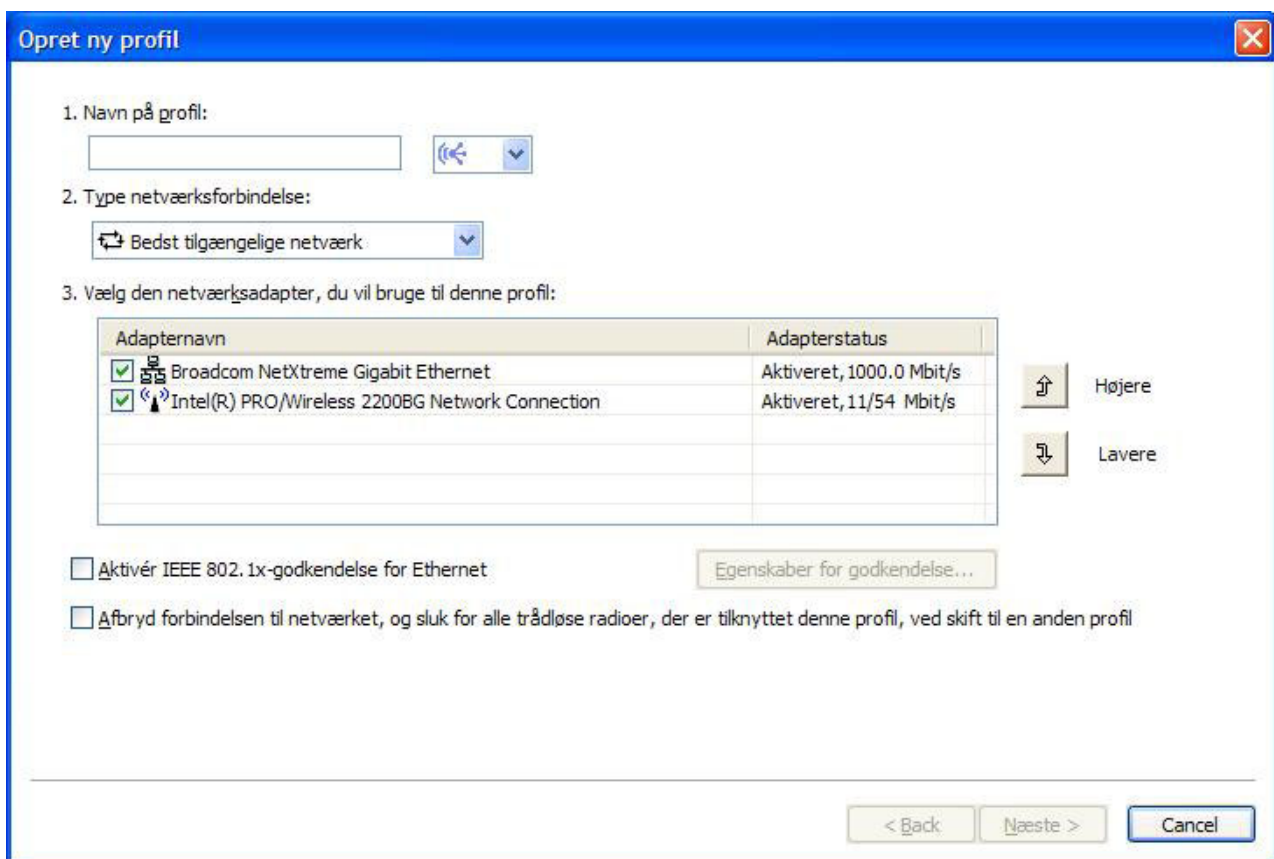 Opret ny profil
1. Navn på profil:
2. Type netværksforbindelse:
Bedst tilgængelige netværk
3. Vælg den netværksadapter, du vil bruge til denne profil:
Adapternavn Adapterstatus
Broadcom NetXtreme Gigabit Ethernet Aktiveret, 1000.0 Mbit/s
Intel(R) PRO/Wireless 2200BG Network Connection Aktiveret, 11/54 Mbit/s
Højere
Lavere
Aktivér IEEE 802.1x-godkendelse for Ethernet Egenskaber for godkendelse...
Afbryd forbindelsen til netværket, og sluk for alle trådløse radioer, der er tilknyttet denne profil, ved skift til en anden profil
< Back Næste > Cancel